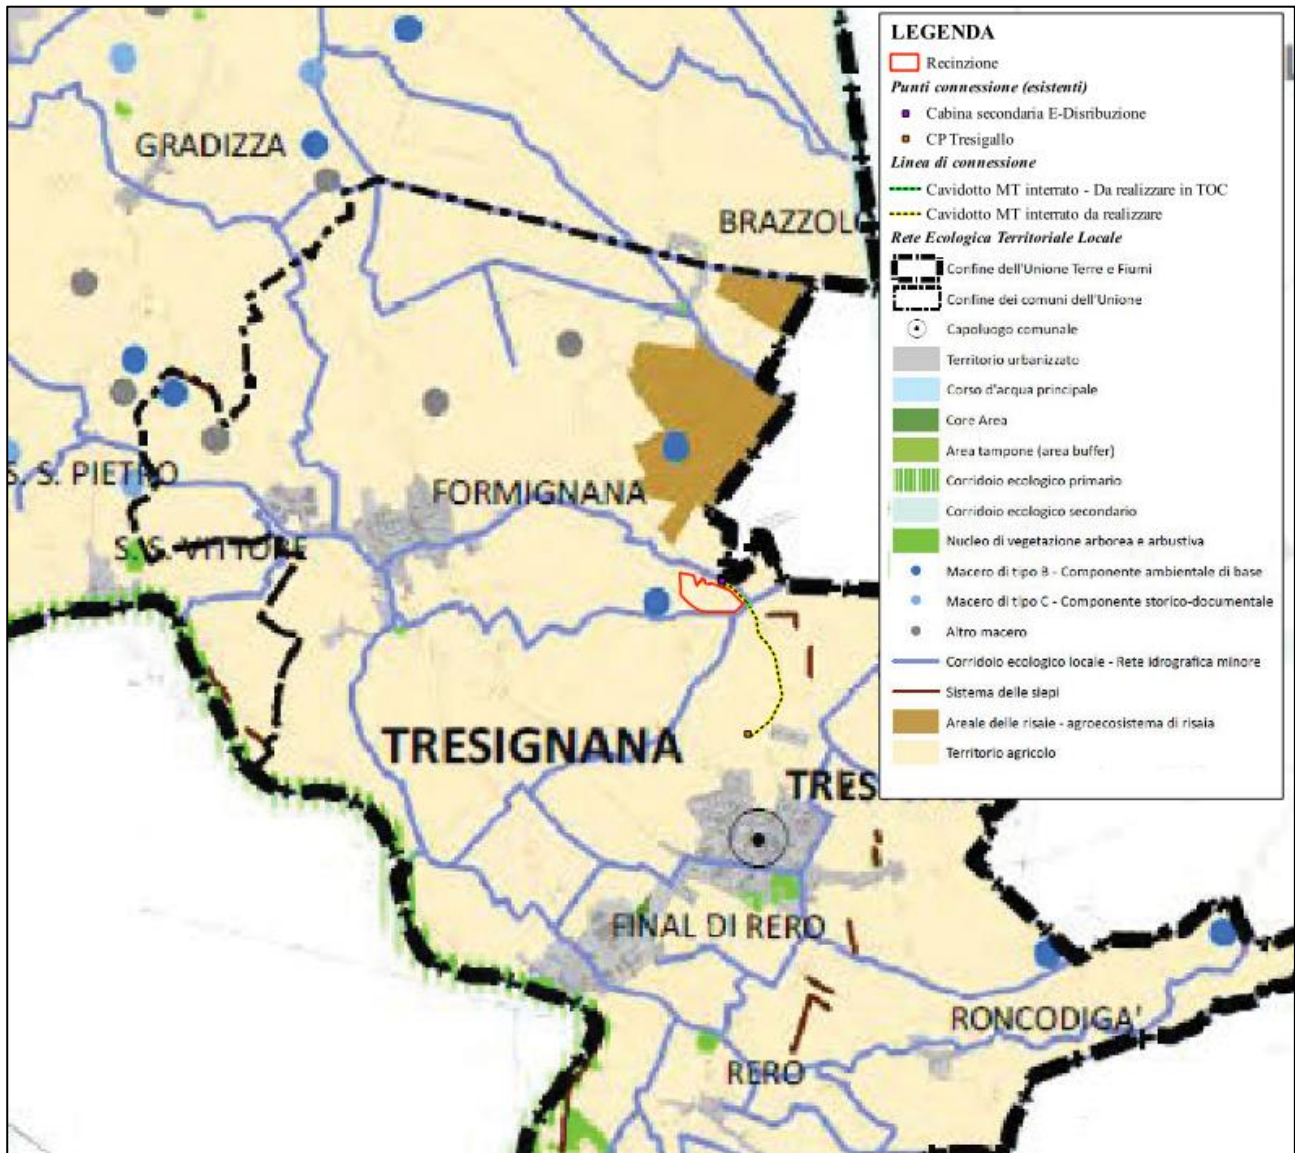 LEGENDA
Recinzione
Punti connessione (esistenti)
Cabina secondaria E-Disribuzione
CP Tresigallo
Linea di connessione
Cavidotto MT interrato - Da realizzare in TOC
Cavidotto MT interrato da realizzare
Rete Ecologica Territoriale Locale
Confine dell'Unione Terre e Fiumi
Confine dei comuni dell'Unione
Capoluogo comunale
Territorio urbanizzato
Corso d'acqua principale
Core Area
Area tampone (area buffer)
Corridoio ecologico primario
Corridoio ecologico secondario
Nucleo di vegetazione arborea e arbustiva
Macero di tipo B - Componente ambientale di base
Macero di tipo C - Componente storico-documentale
Altro macero
Corridoio ecologico locale - Rete idrografica minore
Sistema delle siepi
Areale delle risaie - agroecosistema di risaia
Territorio agricolo
GRADIZZA
BRAZZOLO
S. S. PIETRO
FORMIGNANA
S. S. VITTORE
TRESIGNANA
TRES
FINAL DI RERO
RONCODIGA'
RERO